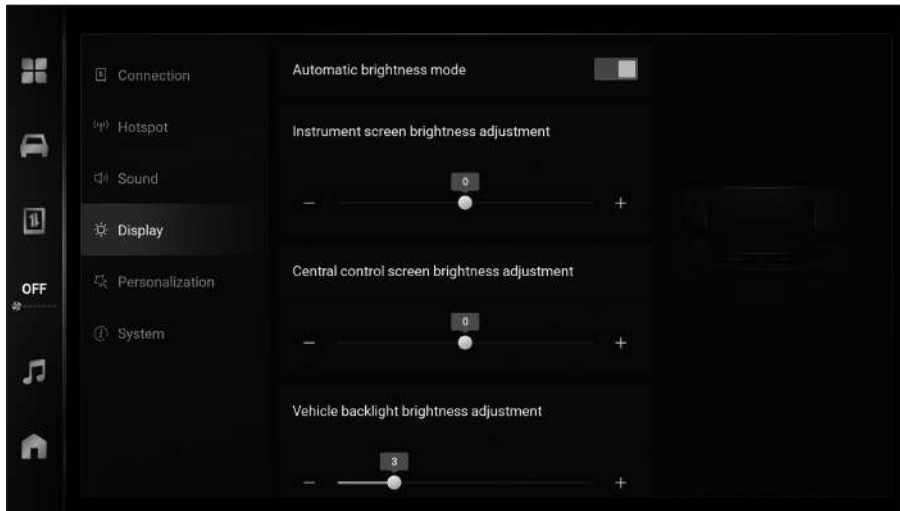 Connection
Hotspot
Sound
Display
Personalization
System
OFF
Automatic brightness mode
Instrument screen brightness adjustment
0
− +
Central control screen brightness adjustment
0
− +
Vehicle backlight brightness adjustment
3
− +